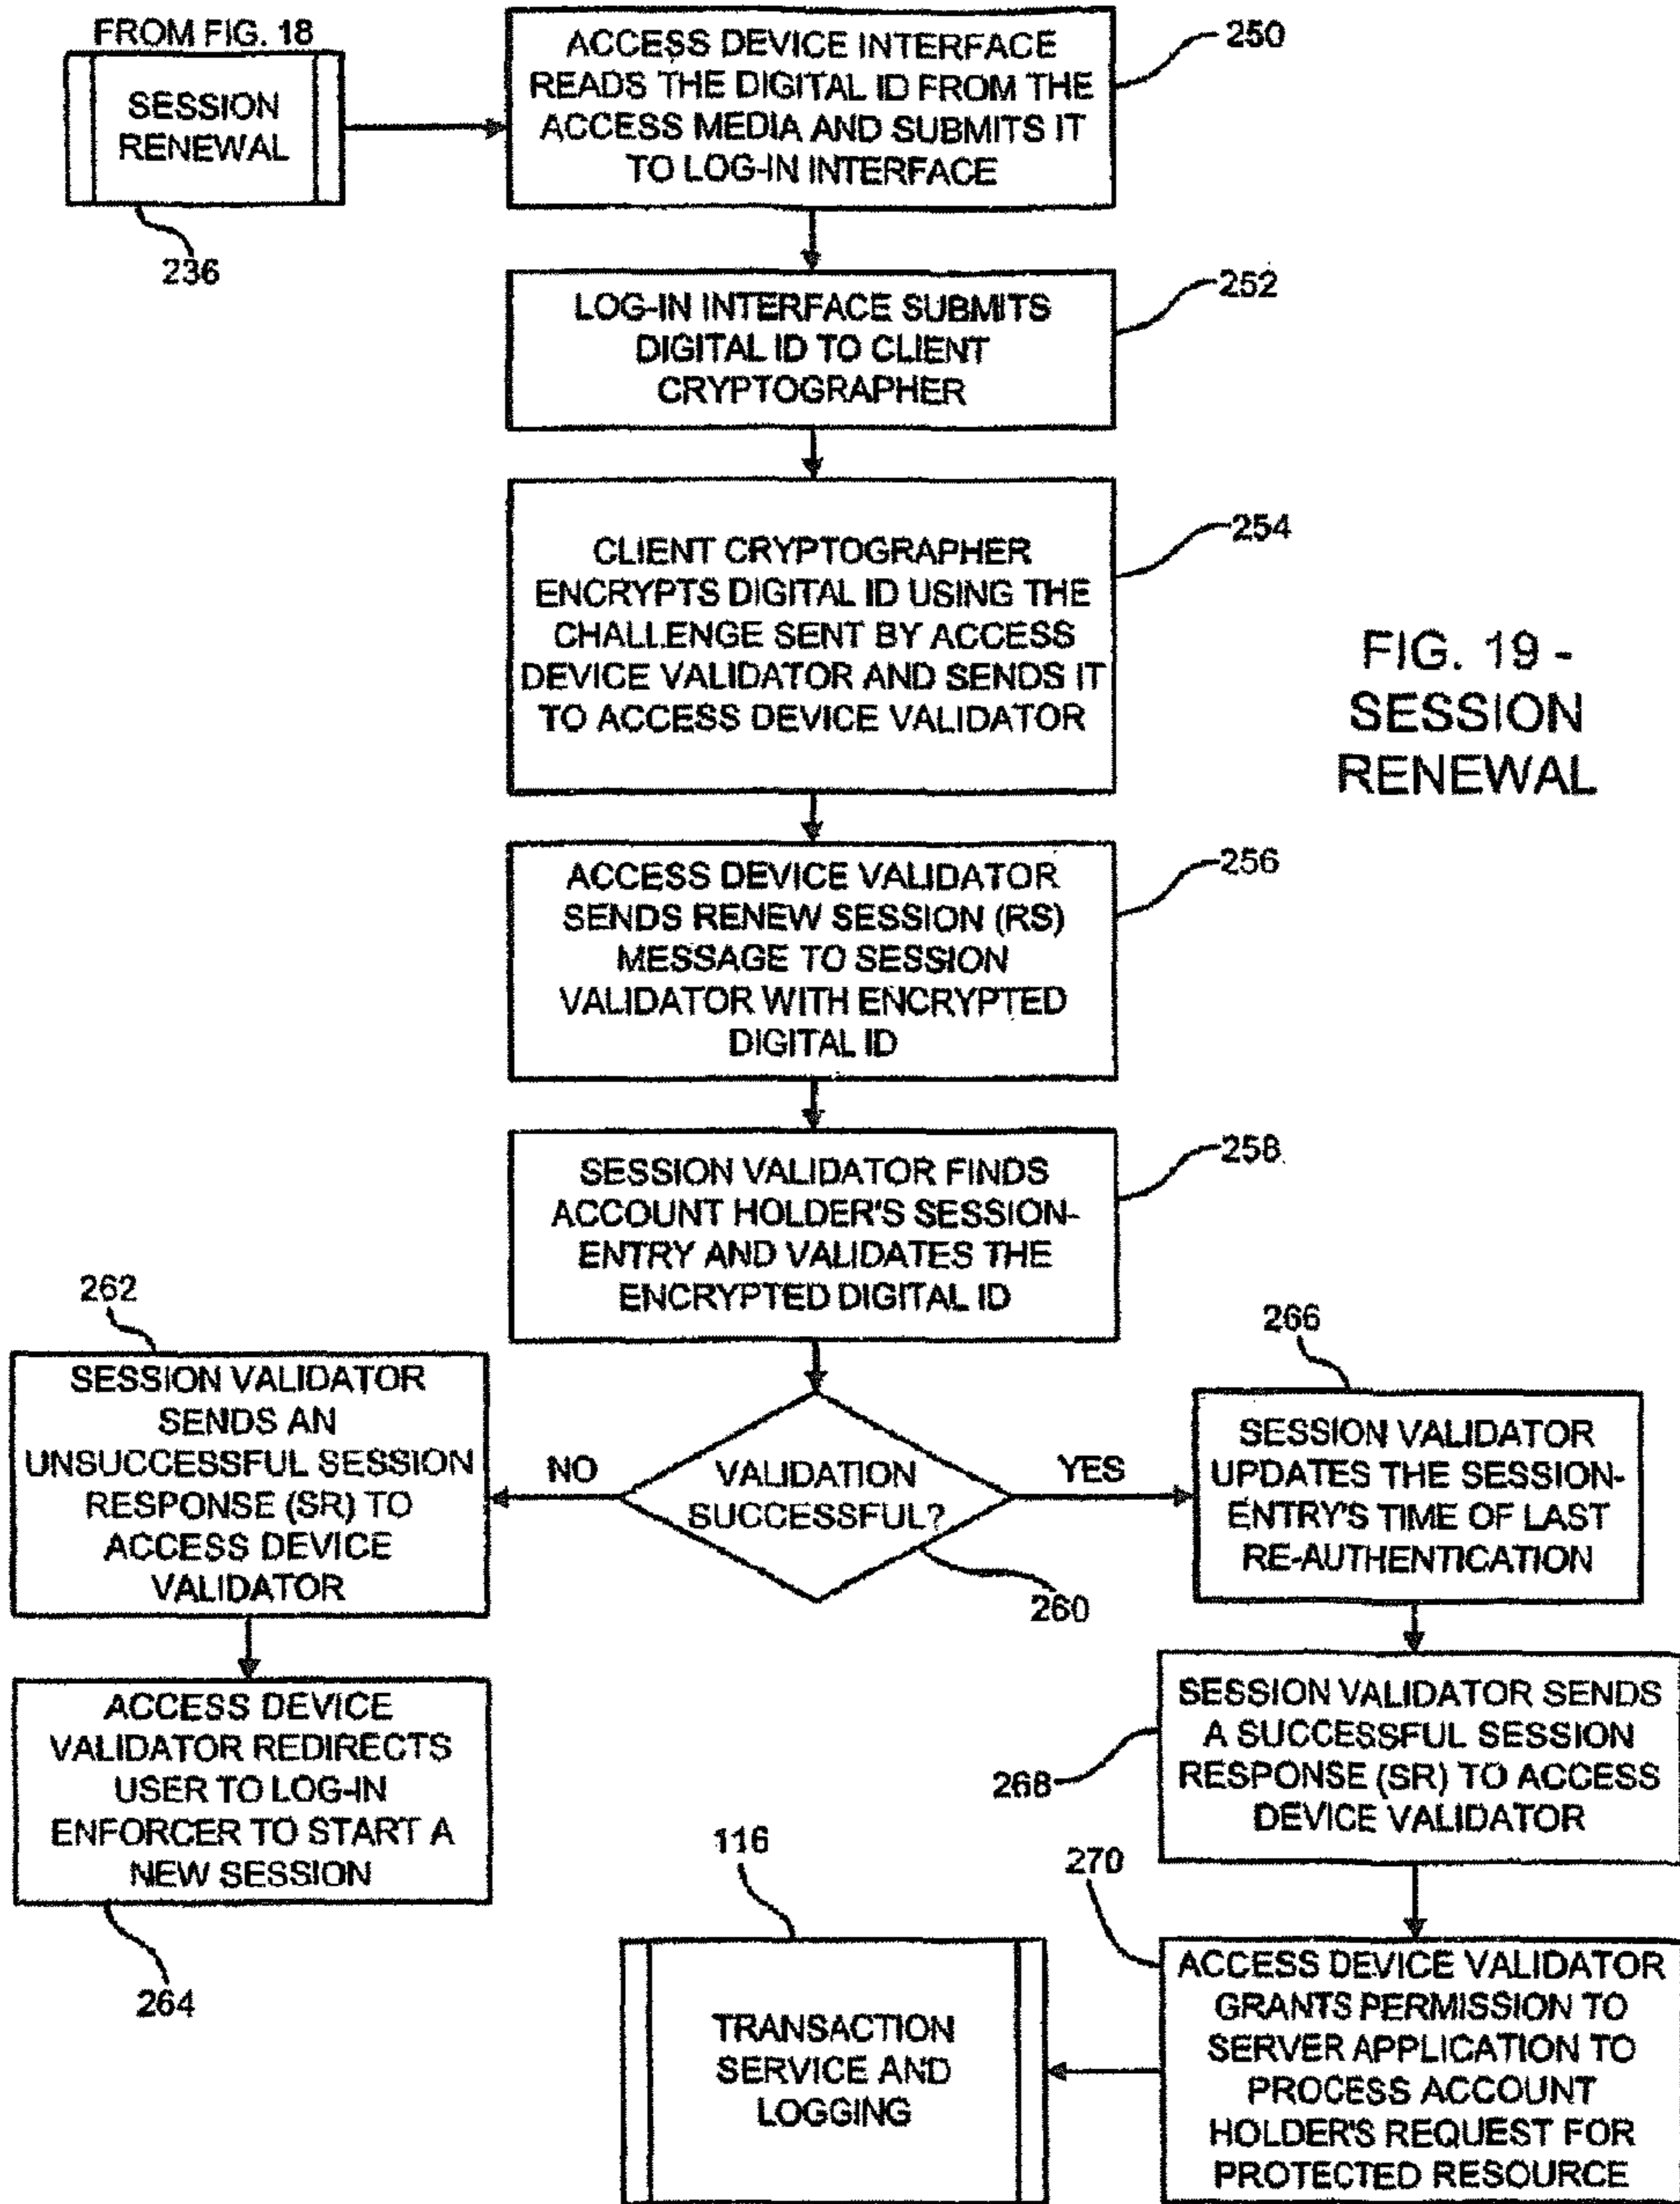 FROM FIG. 18
SESSION
RENEWAL
236
ACCESS DEVICE INTERFACE
READS THE DIGITAL ID FROM THE
ACCESS MEDIA AND SUBMITS IT
TO LOG-IN INTERFACE
250
LOG-IN INTERFACE SUBMITS
DIGITAL ID TO CLIENT
CRYPTOGRAPHER
252
CLIENT CRYPTOGRAPHER
ENCRYPTS DIGITAL ID USING THE
CHALLENGE SENT BY ACCESS
DEVICE VALIDATOR AND SENDS IT
TO ACCESS DEVICE VALIDATOR
254
FIG. 19 -
SESSION
RENEWAL
ACCESS DEVICE VALIDATOR
SENDS RENEW SESSION (RS)
MESSAGE TO SESSION
VALIDATOR WITH ENCRYPTED
DIGITAL ID
256
SESSION VALIDATOR FINDS
ACCOUNT HOLDER'S SESSION-
ENTRY AND VALIDATES THE
ENCRYPTED DIGITAL ID
258
VALIDATION
SUCCESSFUL?
260
NO
YES
262
SESSION VALIDATOR
SENDS AN
UNSUCCESSFUL SESSION
RESPONSE (SR) TO
ACCESS DEVICE
VALIDATOR
ACCESS DEVICE
VALIDATOR REDIRECTS
USER TO LOG-IN
ENFORCER TO START A
NEW SESSION
264
266
SESSION VALIDATOR
UPDATES THE SESSION-
ENTRY'S TIME OF LAST
RE-AUTHENTICATION
SESSION VALIDATOR SENDS
A SUCCESSFUL SESSION
RESPONSE (SR) TO ACCESS
DEVICE VALIDATOR
268
270
ACCESS DEVICE VALIDATOR
GRANTS PERMISSION TO
SERVER APPLICATION TO
PROCESS ACCOUNT
HOLDER'S REQUEST FOR
PROTECTED RESOURCE
116
TRANSACTION
SERVICE AND
LOGGING